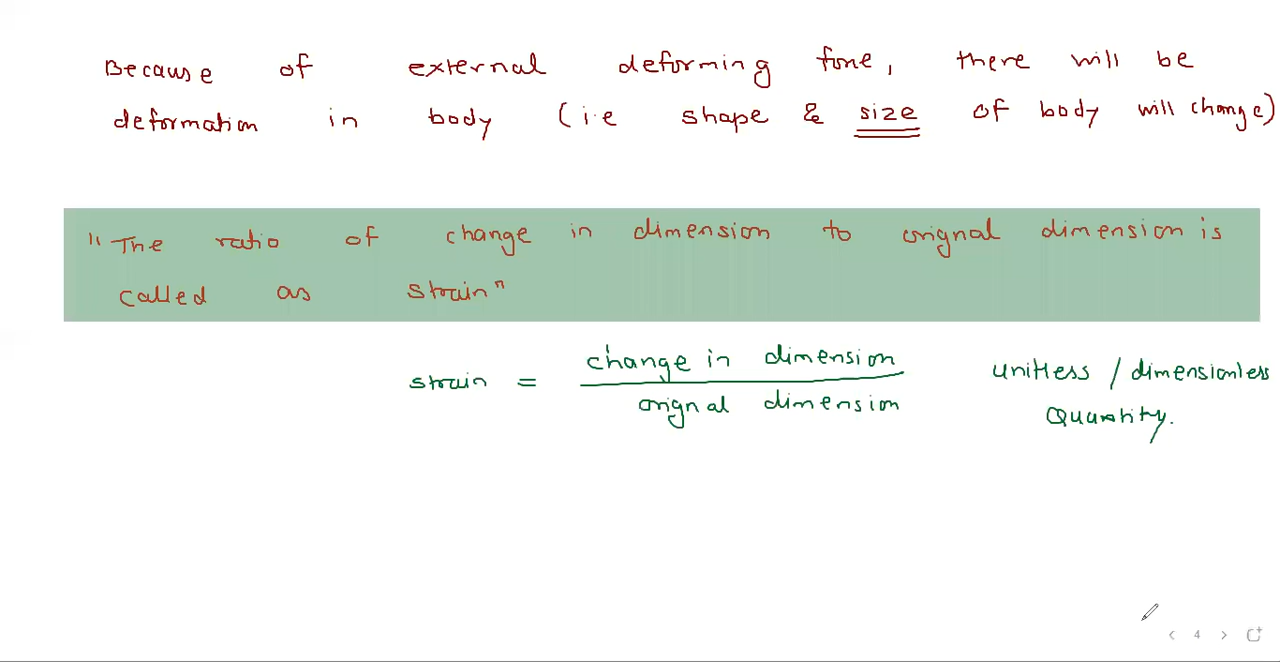 Because of external deforming force, there will be
deformation in body (i.e shape & size of body will change)
"The ratio of change in dimension to orignal dimension is
called as strain"
strain = change in dimension / orignal dimension
unitless / dimensionless
Quantity.
4